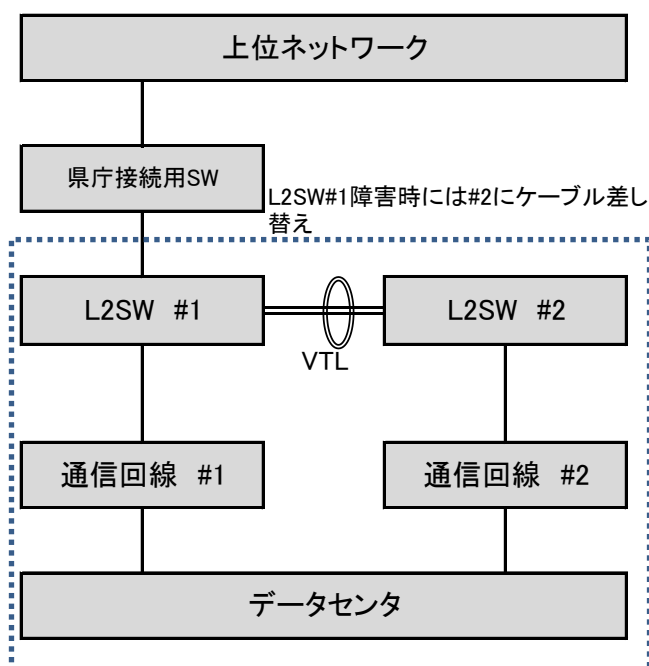 上位ネットワーク
県庁接続用SW
L2SW#1障害時には#2にケーブル差し
替え
L2SW #1
L2SW #2
VTL
通信回線 #1
通信回線 #2
データセンタ